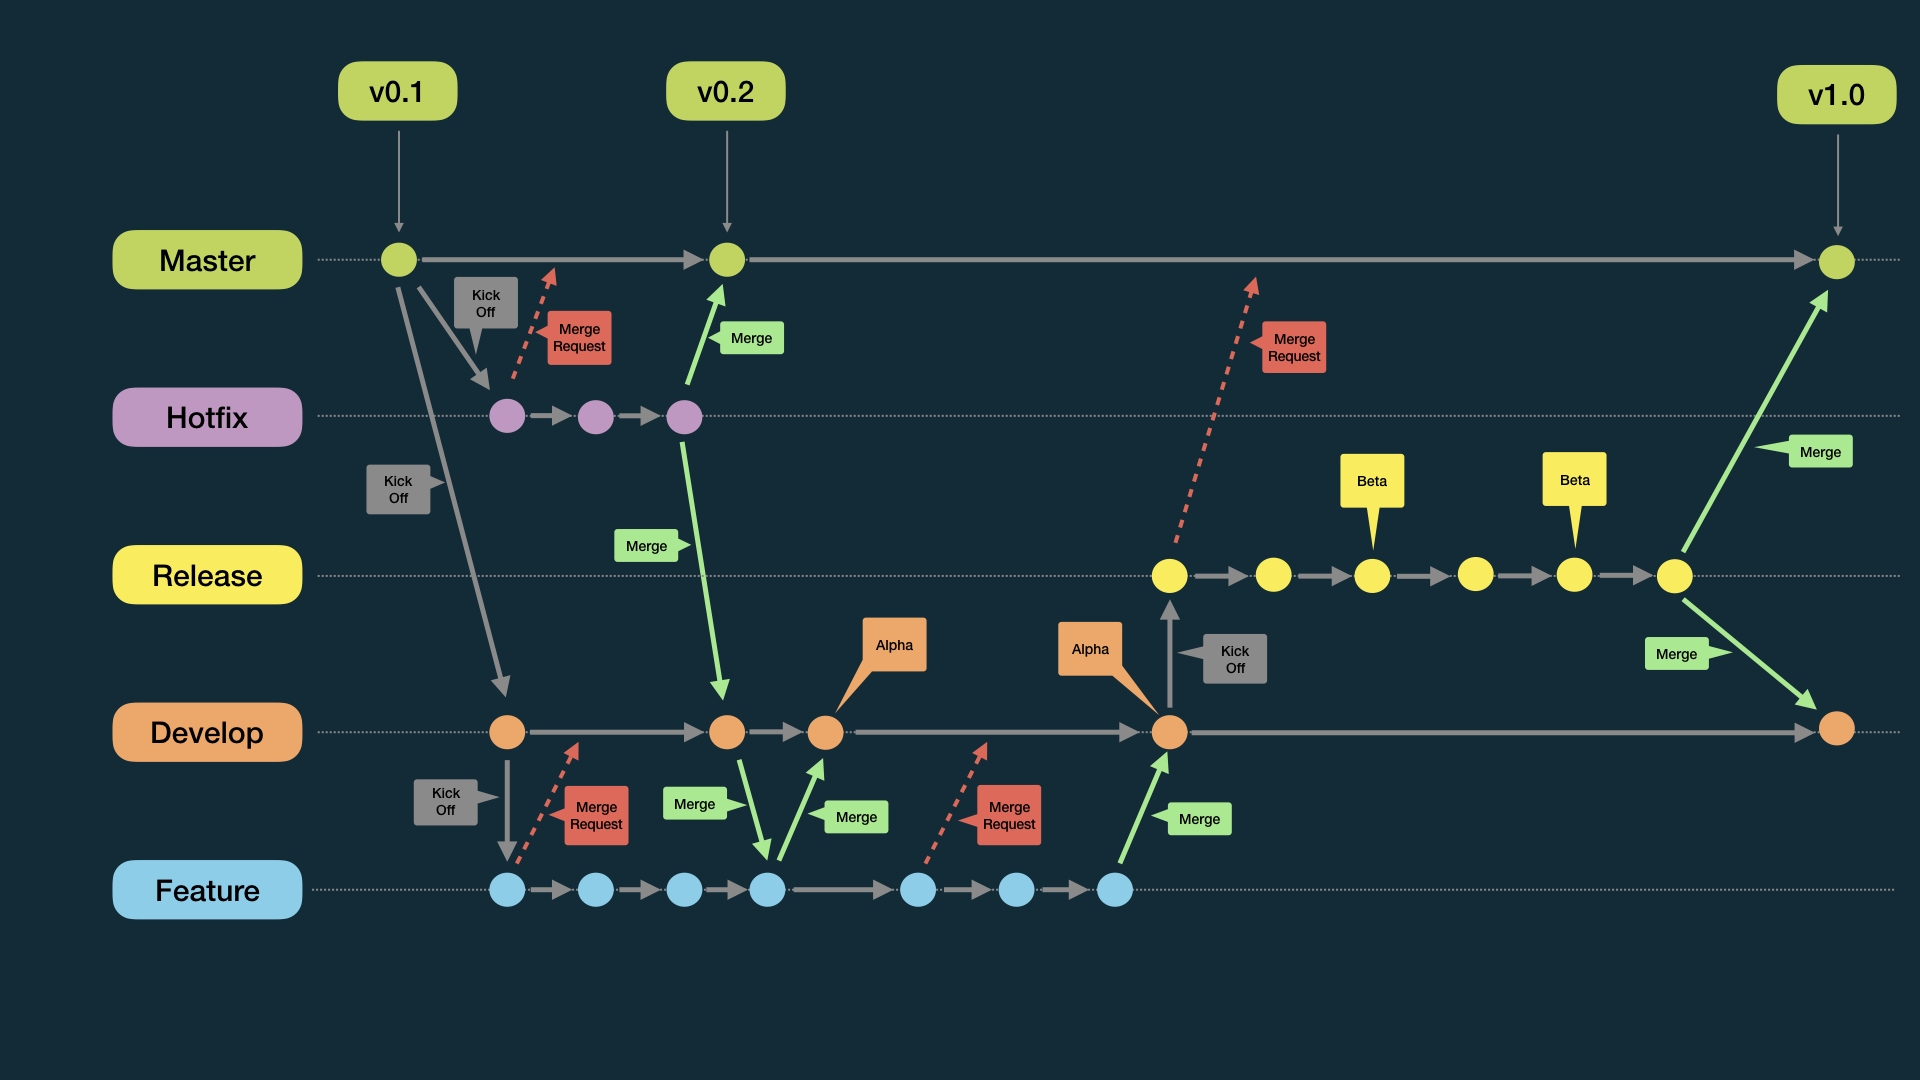 v0.1
v0.2
v1.0
Master
Kick
Off
Merge
Request
Merge
Merge
Request
Hotfix
Kick
Off
Merge
Beta
Beta
Merge
Release
Alpha
Alpha
Kick
Off
Merge
Develop
Kick
Off
Merge
Request
Merge
Merge
Merge
Request
Merge
Feature